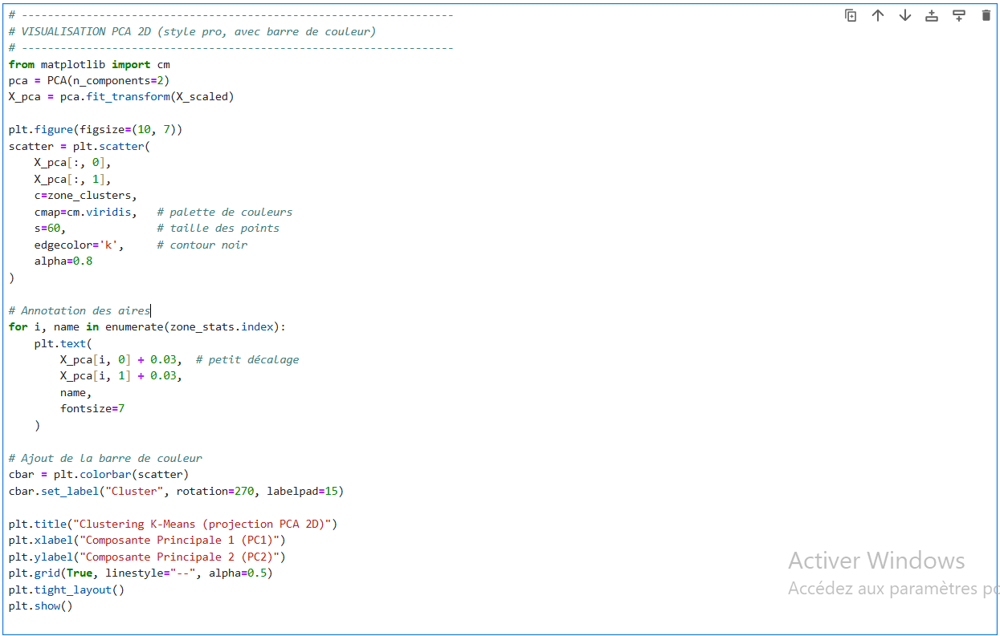 # -------------------------------------------------------------------
# VISUALISATION PCA 2D (style pro, avec barre de couleur)
# -------------------------------------------------------------------
from matplotlib import cm
pca = PCA(n_components=2)
X_pca = pca.fit_transform(X_scaled)

plt.figure(figsize=(10, 7))
scatter = plt.scatter(
    X_pca[:, 0],
    X_pca[:, 1],
    c=zone_clusters,
    cmap=cm.viridis,   # palette de couleurs
    s=60,              # taille des points
    edgecolor='k',     # contour noir
    alpha=0.8
)

# Annotation des aires
for i, name in enumerate(zone_stats.index):
    plt.text(
        X_pca[i, 0] + 0.03,  # petit décalage
        X_pca[i, 1] + 0.03,
        name,
        fontsize=7
    )

# Ajout de la barre de couleur
cbar = plt.colorbar(scatter)
cbar.set_label("Cluster", rotation=270, labelpad=15)

plt.title("Clustering K-Means (projection PCA 2D)")
plt.xlabel("Composante Principale 1 (PC1)")
plt.ylabel("Composante Principale 2 (PC2)")
plt.grid(True, linestyle="--", alpha=0.5)
plt.tight_layout()
plt.show()
Activer Windows
Accédez aux paramètres